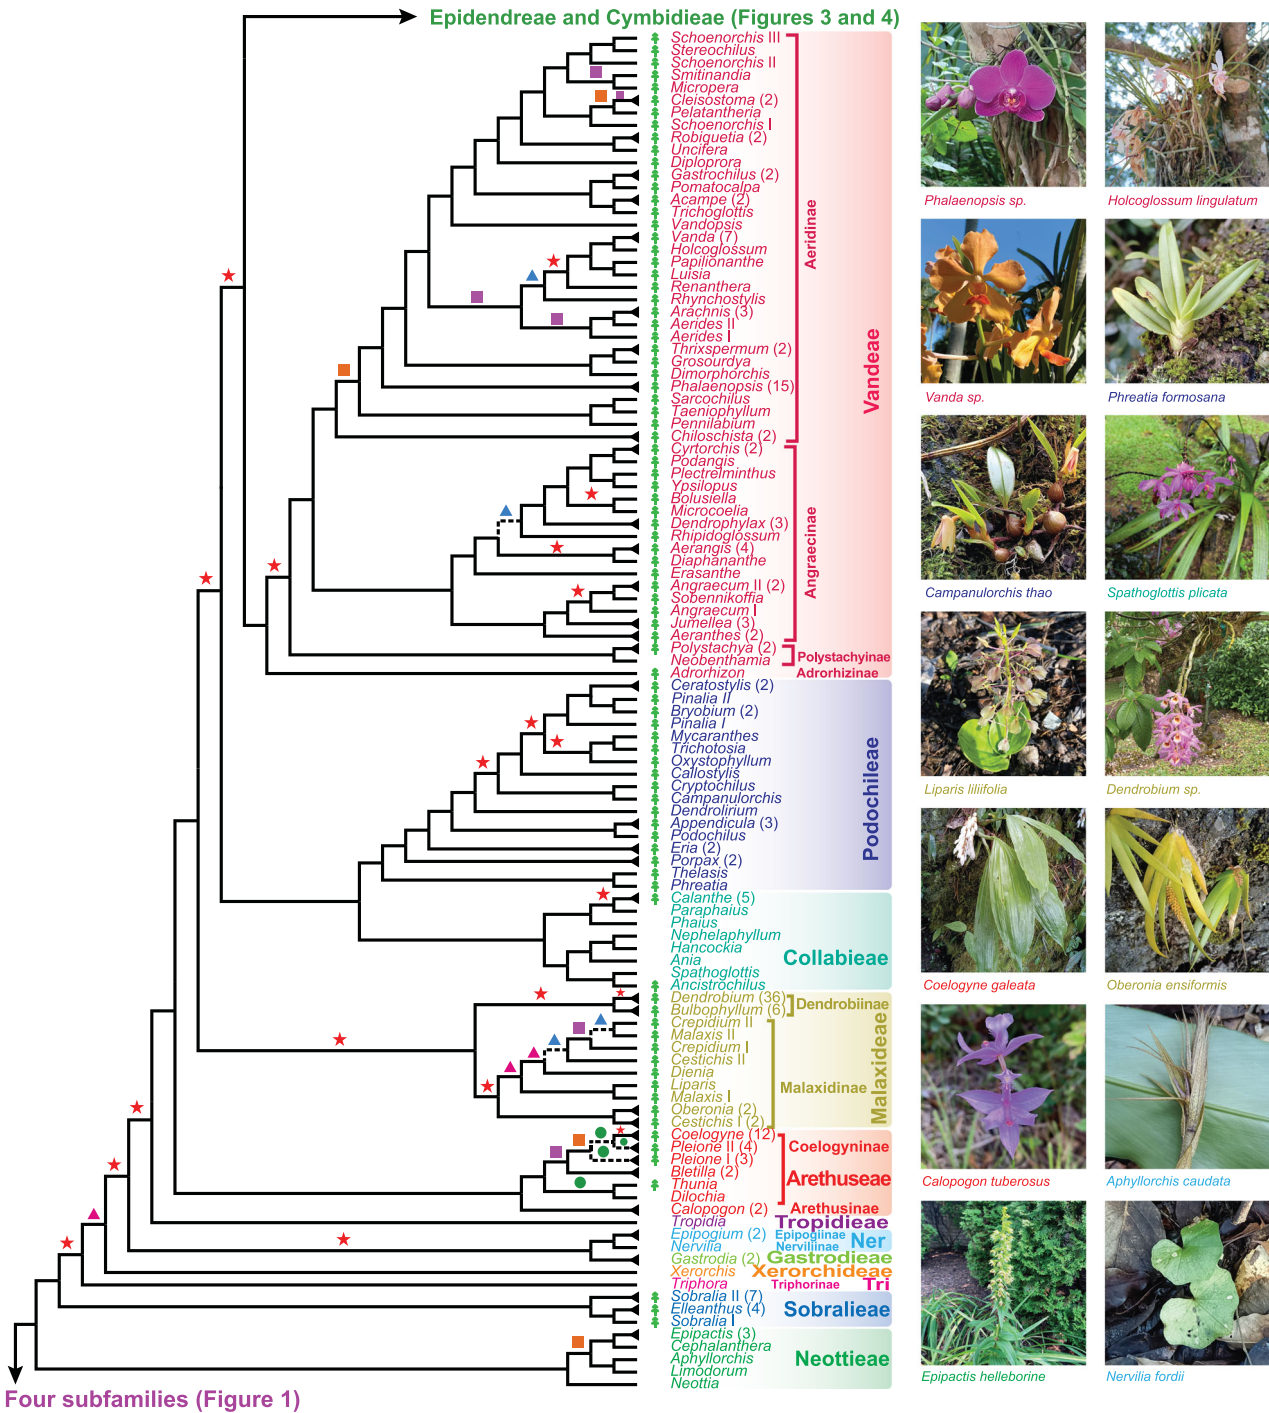 Epidendreae and Cymbidieae (Figures 3 and 4)
Schoenorchis III
Stereochilus
Schoenorchis II
Smitinandia
Micropera
Cleisostoma (2)
Pelatantheria
Schoenorchis I
Robiquetia (2)
Uncifera
Diploprora
Gastrochilus (2)
Pomatocalpa
Acampe (2)
Trichoglottis
Vandopsis
Vanda (7)
Holcoglossum
Papilionanthe
Luisia
Renanthera
Rhynchostylis
Arachnis (3)
Aerides II
Aerides I
Thrixspermum (2)
Grosourdya
Dimorphorchis
Phalaenopsis (15)
Sarcochilus
Taeniophyllum
Pennilabium
Chiloschista (2)
Aeridinae
Cyrtorchis (2)
Podangis
Plectrelminthus
Ypsilopus
Bolusiella
Microcoelia
Dendrophylax (3)
Rhipidoglossum
Aerangis (4)
Diaphananthe
Erasanthe
Angraecum II (2)
Sobennikoffia
Angraecum I
Jumellea (3)
Aeranthes (2)
Angraecinae
Polystachya (2)
Neobenthamia
Polystachyinae
Adrorhizon
Adrorhizinae
Vandeae
Ceratostylis (2)
Pinalia II
Bryobium (2)
Pinalia I
Mycaranthes
Trichotosia
Oxystophyllum
Callostylis
Cryptochilus
Campanulorchis
Dendrolirium
Appendicula (3)
Podochilus
Eria (2)
Porpax (2)
Thelasis
Phreatia
Podochileae
Calanthe (5)
Paraphaius
Phaius
Nephelaphyllum
Hancockia
Ania
Spathoglottis
Ancistrochilus
Collabieae
Dendrobium (36)
Bulbophyllum (6)
Dendrobiinae
Crepidium II
Malaxis II
Crepidium I
Cestichis II
Dienia
Liparis
Malaxis I
Oberonia (2)
Cestichis I (2)
Malaxidinae
Malaxideae
Coelogyne (12)
Pleione II (4)
Pleione I (3)
Bletilla (2)
Thunia
Dilochia
Calopogon (2)
Coelogyninae
Arethuseae
Arethusinae
Tropidia
Tropidieae
Epipogium (2)
Epipogiinae
Nervilia
Nerviliinae
Ner
Gastrodia (2)
Gastrodieae
Xerorchis
Xerorchideae
Triphora
Triphorinae
Tri
Sobralia II (7)
Elleanthus (4)
Sobralia I
Sobralieae
Epipactis (3)
Cephalanthera
Aphyllorchis
Limodorum
Neottia
Neottieae
Four subfamilies (Figure 1)
Phalaenopsis sp.
Holcoglossum lingulatum
Vanda sp.
Phreatia formosana
Campanulorchis thao
Spathoglottis plicata
Liparis liliifolia
Dendrobium sp.
Coelogyne galeata
Oberonia ensiformis
Calopogon tuberosus
Aphyllorchis caudata
Epipactis helleborine
Nervilia fordii